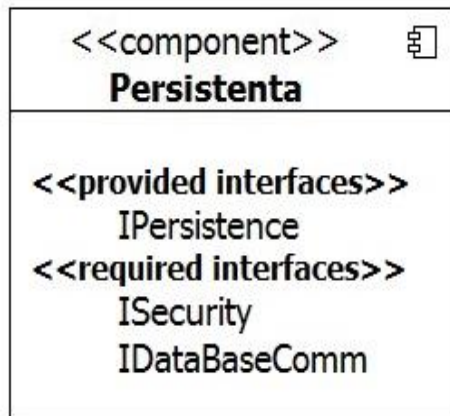 <<component>>
Persistenta
<<provided interfaces>>
IPersistence
<<required interfaces>>
ISecurity
IDataBaseComm